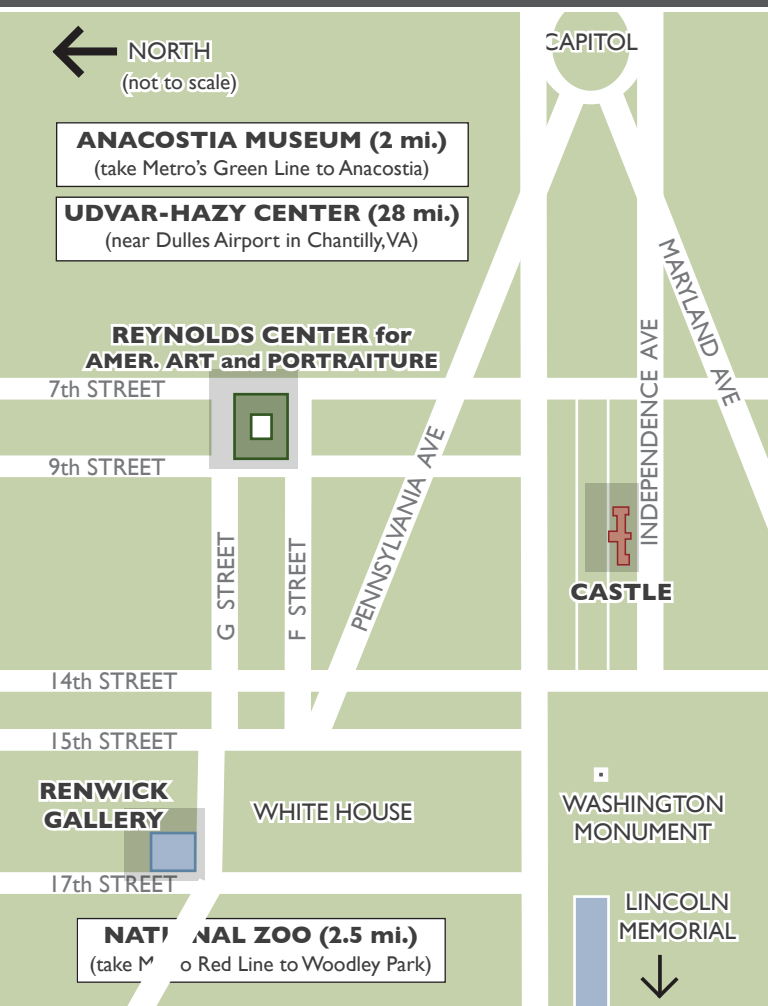 CAPITOL
NORTH
(not to scale)
ANACOSTIA MUSEUM (2 mi.)
(take Metro's Green Line to Anacostia)
UDVAR-HAZY CENTER (28 mi.)
(near Dulles Airport in Chantilly, VA)
MARYLAND AVE
REYNOLDS CENTER for
AMER. ART and PORTRAITURE
7th STREET
INDEPENDENCE AVE
PENNSYLVANIA AVE
9th STREET
G STREET
F STREET
CASTLE
14th STREET
15th STREET
RENWICK
GALLERY
WHITE HOUSE
WASHINGTON
MONUMENT
17th STREET
LINCOLN
MEMORIAL
ZOO (2.5 mi.)
(take Red Line to Woodley Park)